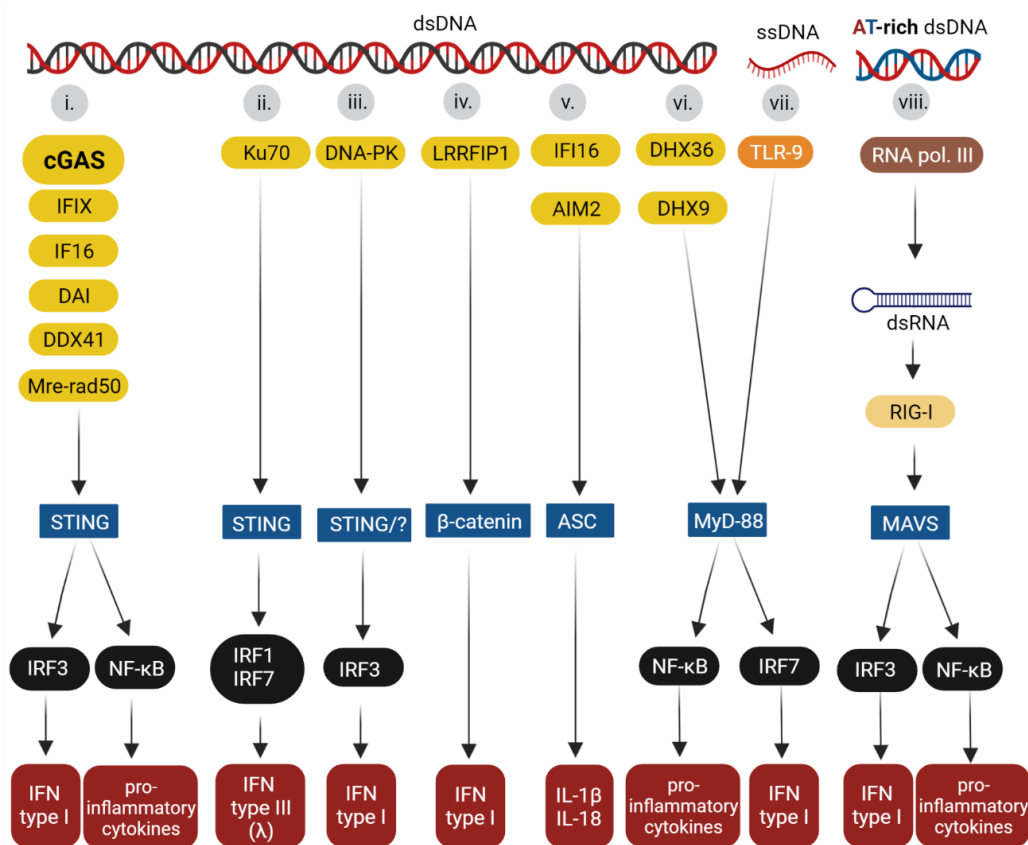 dsDNA
ssDNA
AT-rich dsDNA
i.
ii.
iii.
iv.
v.
vi.
vii.
viii.
cGAS
Ku70
DNA-PK
LRRFIP1
IFI16
DHX36
TLR-9
RNA pol. III
IFIX
AIM2
DHX9
IF16
DAI
dsRNA
DDX41
Mre-rad50
RIG-I
STING
STING
STING/?
β-catenin
ASC
MyD-88
MAVS
IRF3
NF-κB
IRF1
IRF7
IRF3
NF-κB
IRF7
IRF3
NF-κB
IFN
type I
pro-
inflammatory
cytokines
IFN
type III
(λ)
IFN
type I
IFN
type I
IL-1β
IL-18
pro-
inflammatory
cytokines
IFN
type I
IFN
type I
pro-
inflammatory
cytokines